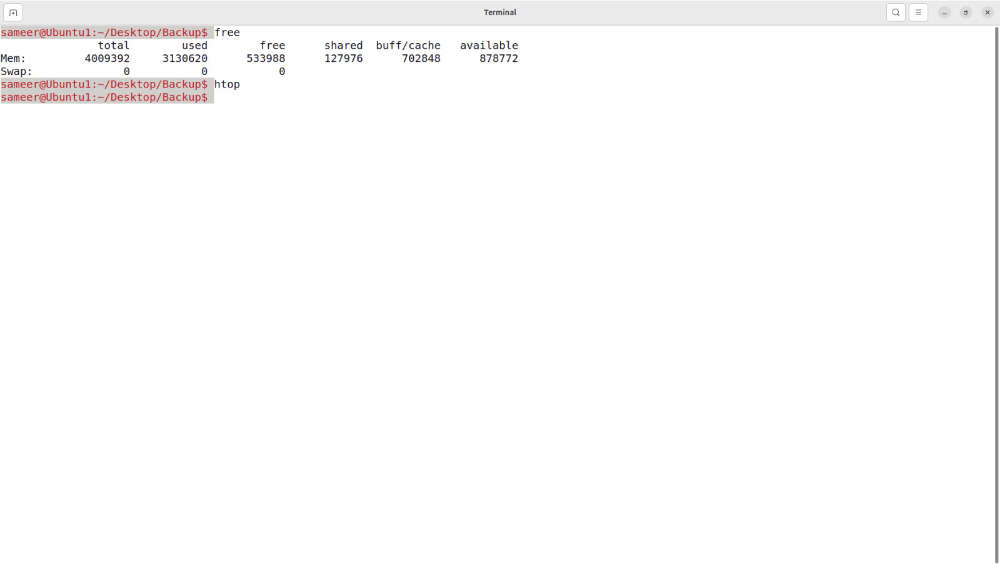 Terminal
sameer@Ubuntu1:~/Desktop/Backup$ free
               total        used        free      shared  buff/cache   available
Mem:         4009392     3130620      533988      127976      702848      878772
Swap:              0           0           0
sameer@Ubuntu1:~/Desktop/Backup$ htop
sameer@Ubuntu1:~/Desktop/Backup$